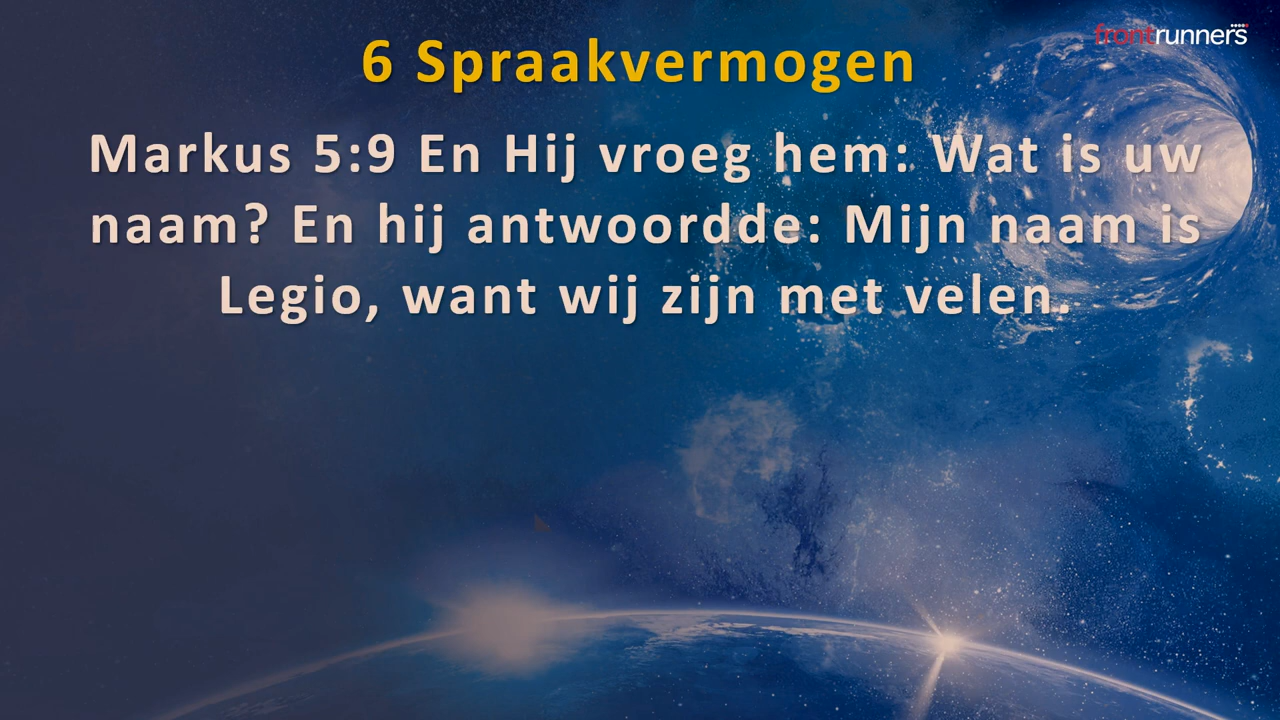 frontrunners
6 Spraakvermogen
Markus 5:9 En Hij vroeg hem: Wat is uw
naam? En hij antwoordde: Mijn naam is
Legio, want wij zijn met velen.